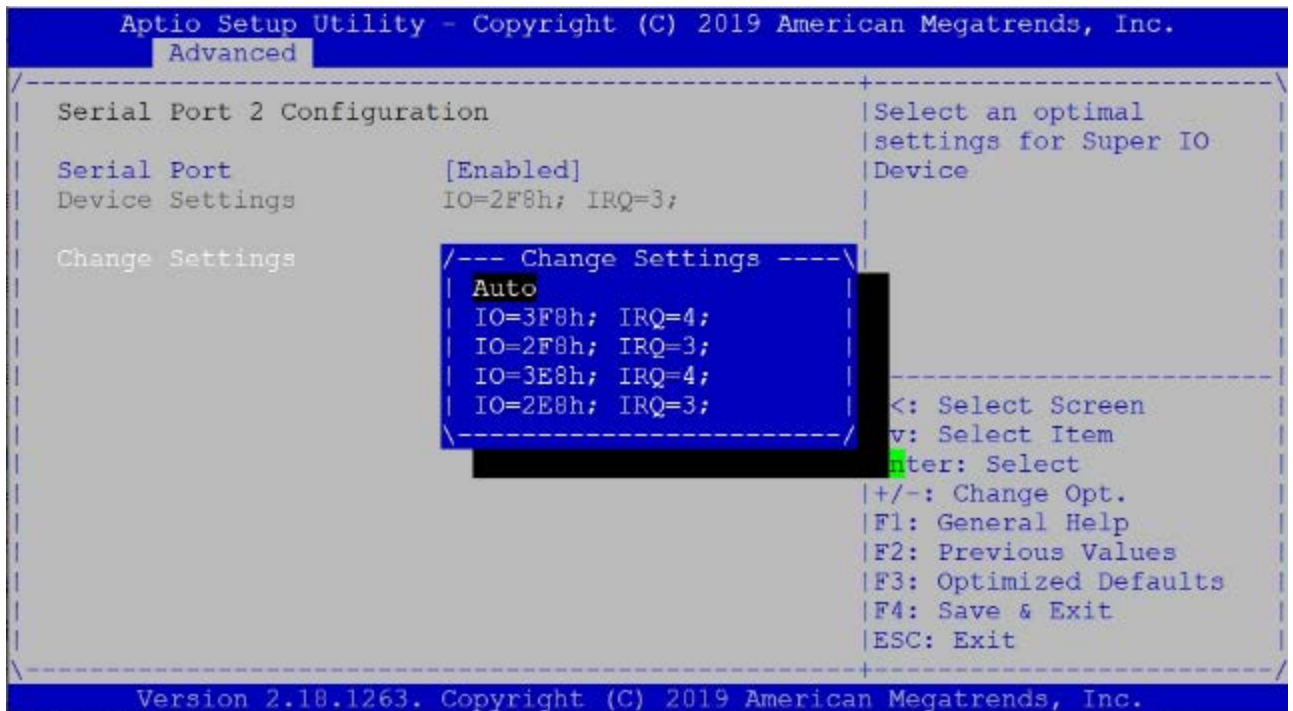 Aptio Setup Utility - Copyright (C) 2019 American Megatrends, Inc.
Advanced
Serial Port 2 Configuration
Serial Port [Enabled]
Device Settings IO=2F8h; IRQ=3;
Change Settings
/--- Change Settings ----\
Auto
IO=3F8h; IRQ=4;
IO=2F8h; IRQ=3;
IO=3E8h; IRQ=4;
IO=2E8h; IRQ=3;
Select an optimal
settings for Super IO
Device
<: Select Screen
v: Select Item
nter: Select
+/-: Change Opt.
F1: General Help
F2: Previous Values
F3: Optimized Defaults
F4: Save & Exit
ESC: Exit
Version 2.18.1263. Copyright (C) 2019 American Megatrends, Inc.